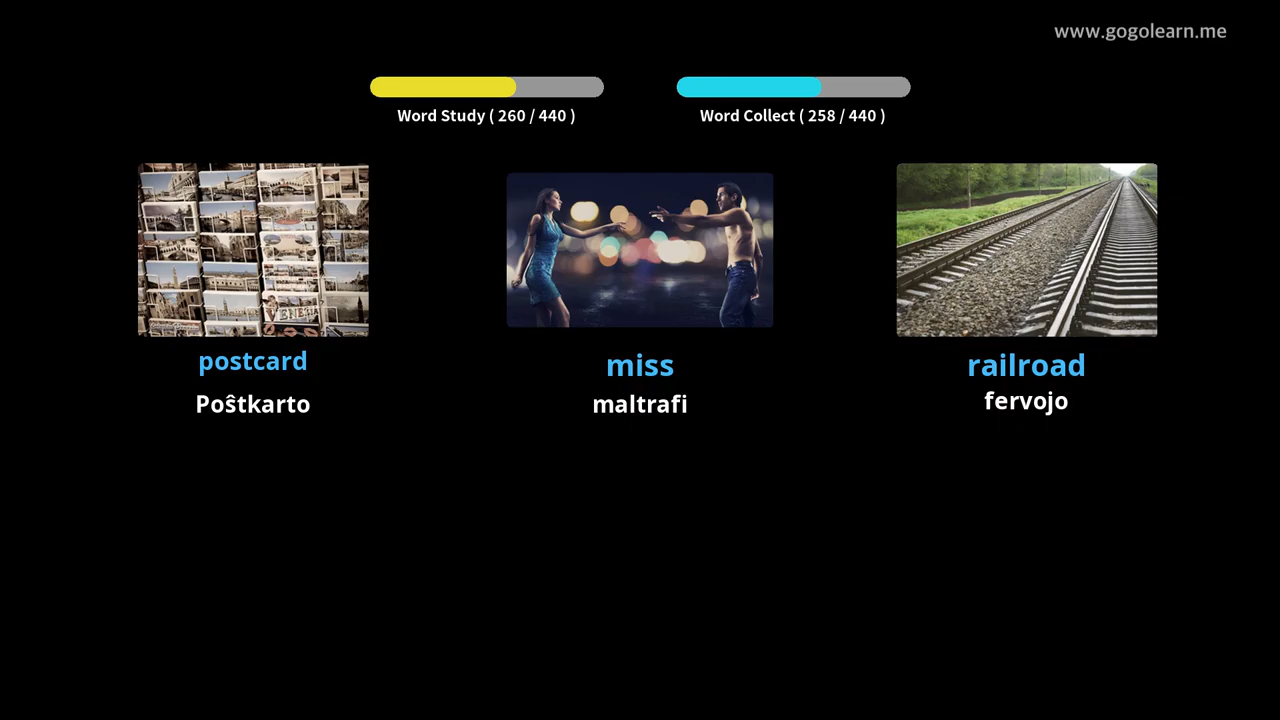 www.gogolearn.me
Word Study ( 260 / 440 )
Word Collect ( 258 / 440 )
postcard
miss
railroad
Poŝtkarto
maltrafi
fervojo